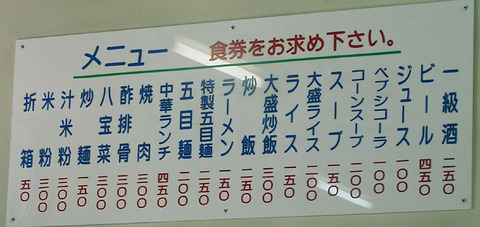 メニュー 食券をお求め下さい。
一級酒 二五〇
ビール 四五〇
ジュース 一〇〇
ペプシコーラ 一〇〇
コーンスープ 二〇〇
スープ
大盛ライス 一五〇
ライス
大盛炒飯 三〇〇
炒飯 二〇〇
ラーメン 一五〇
特製五目麺 二五〇
五目麺 二〇〇
中華ランチ 四五〇
焼肉 三〇〇
酢排骨 三〇〇
八宝菜 三〇〇
炒麺 二五〇
汁米粉 三〇〇
米粉 三〇〇
折箱 五〇